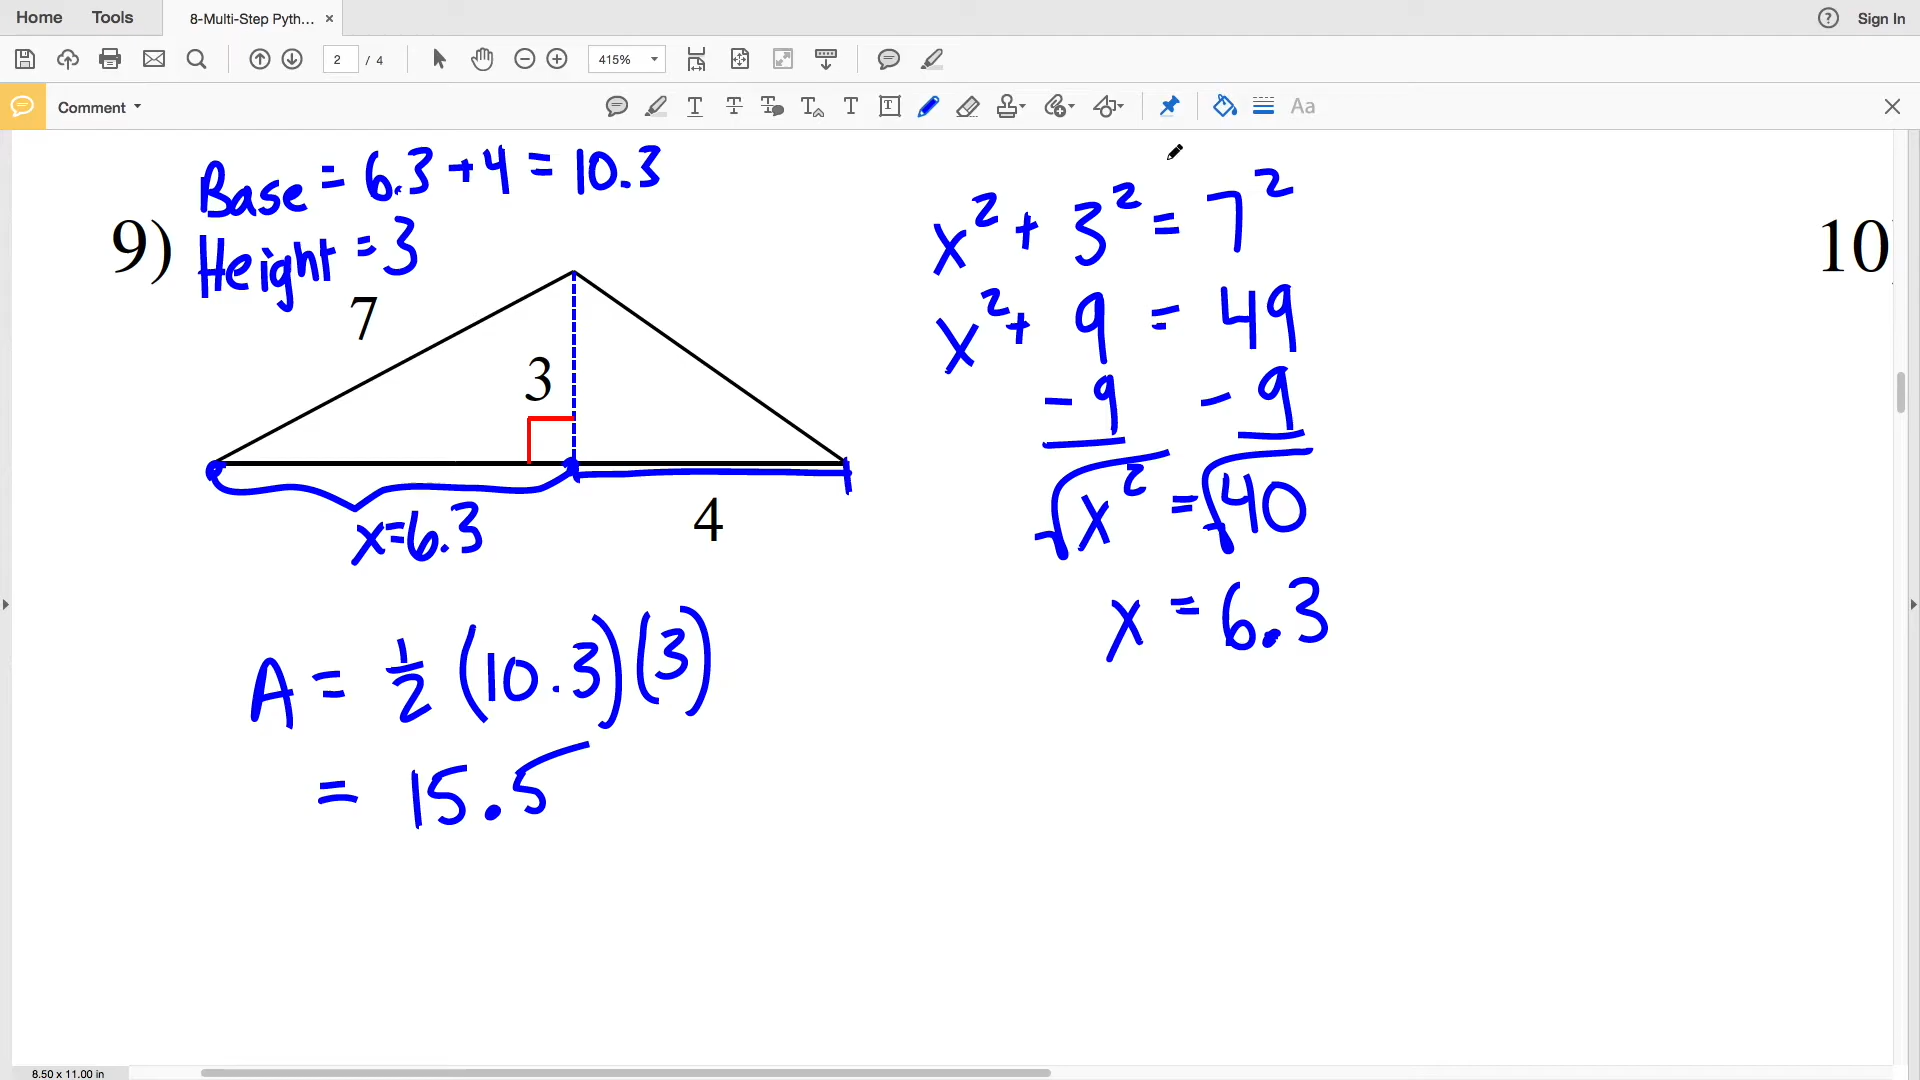 Home Tools 8-Multi-Step Pyth... × ? Sign In
2 / 4 415%
Comment Aa
Base = 6.3 + 4 = 10.3
9) Height = 3
7
3
x=6.3
4
A = 1/2 (10.3)(3)
= 15.5
x² + 3² = 7²
x² + 9 = 49
- 9 - 9
√x² = √40
x = 6.3
10
8.50 x 11.00 in